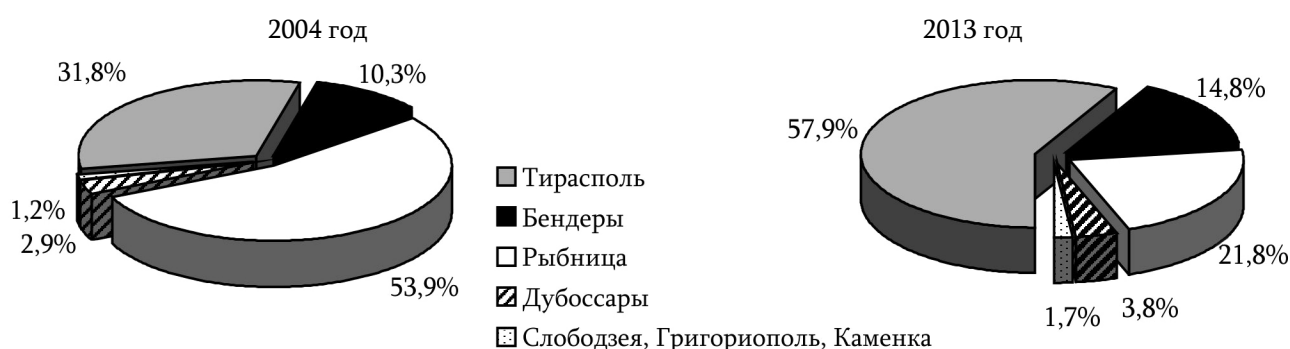 2004 год
31,8%
10,3%
1,2%
2,9%
53,9%
Тирасполь
Бендеры
Рыбница
Дубоссары
Слободзея, Григориополь, Каменка
2013 год
57,9%
14,8%
21,8%
3,8%
1,7%